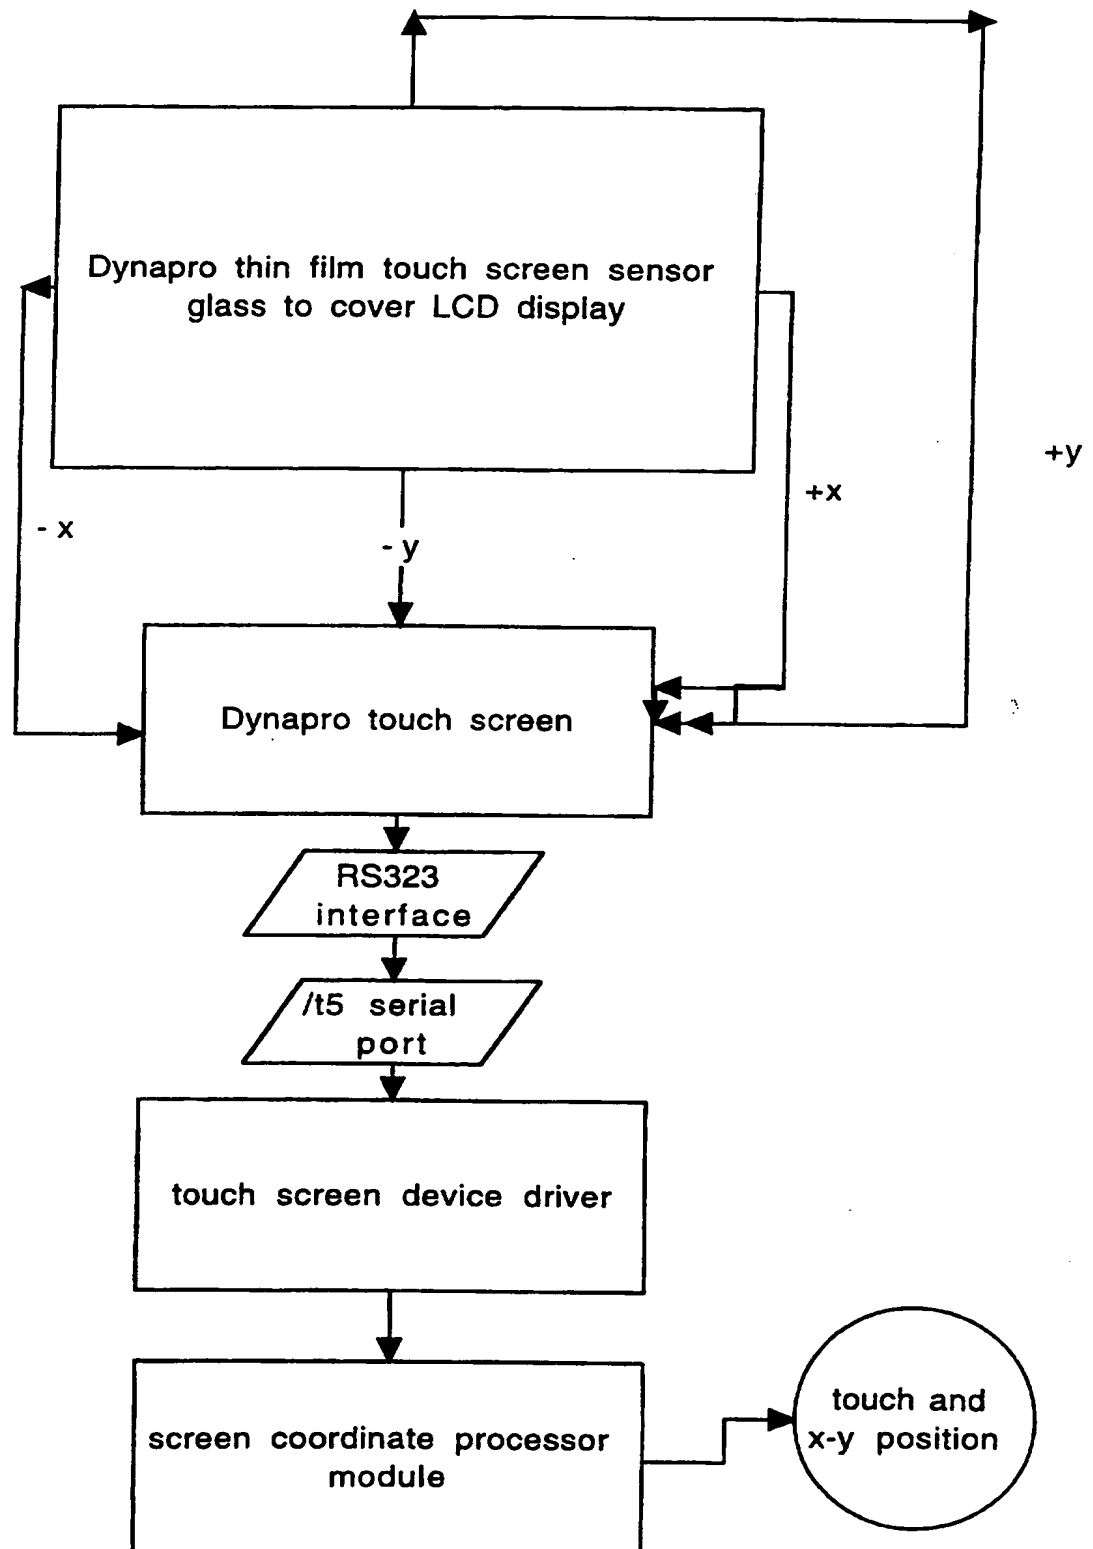 Dynapro thin film touch screen sensor
glass to cover LCD display
+y
+x
- x
- y
Dynapro touch screen
RS323
interface
/t5 serial
port
touch screen device driver
touch and
x-y position
screen coordinate processor
module